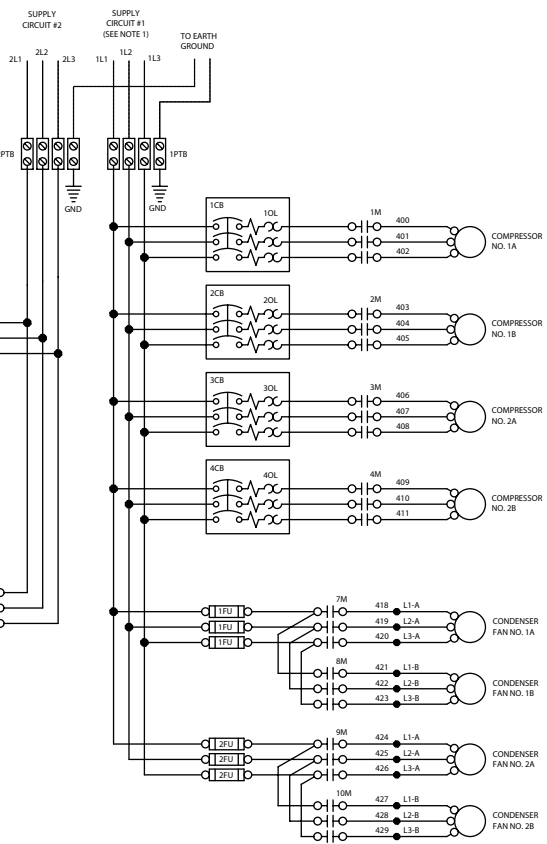 SUPPLY
CIRCUIT #2
SUPPLY
CIRCUIT #1
(SEE NOTE 1)
TO EARTH
GROUND
2L1
2L2
2L3
1L1
1L2
1L3
PTB
1PTB
GND
GND
1CB
1OL
1M
400
401
402
COMPRESSOR
NO. 1A
2CB
2OL
2M
403
404
405
COMPRESSOR
NO. 1B
3CB
3OL
3M
406
407
408
COMPRESSOR
NO. 2A
4CB
4OL
4M
409
410
411
COMPRESSOR
NO. 2B
7M
1FU
418
L1-A
1FU
419
L2-A
1FU
420
L3-A
CONDENSER
FAN NO. 1A
8M
421
L1-B
422
L2-B
423
L3-B
CONDENSER
FAN NO. 1B
9M
2FU
424
L1-A
2FU
425
L2-A
2FU
426
L3-A
CONDENSER
FAN NO. 2A
10M
427
L1-B
428
L2-B
429
L3-B
CONDENSER
FAN NO. 2B